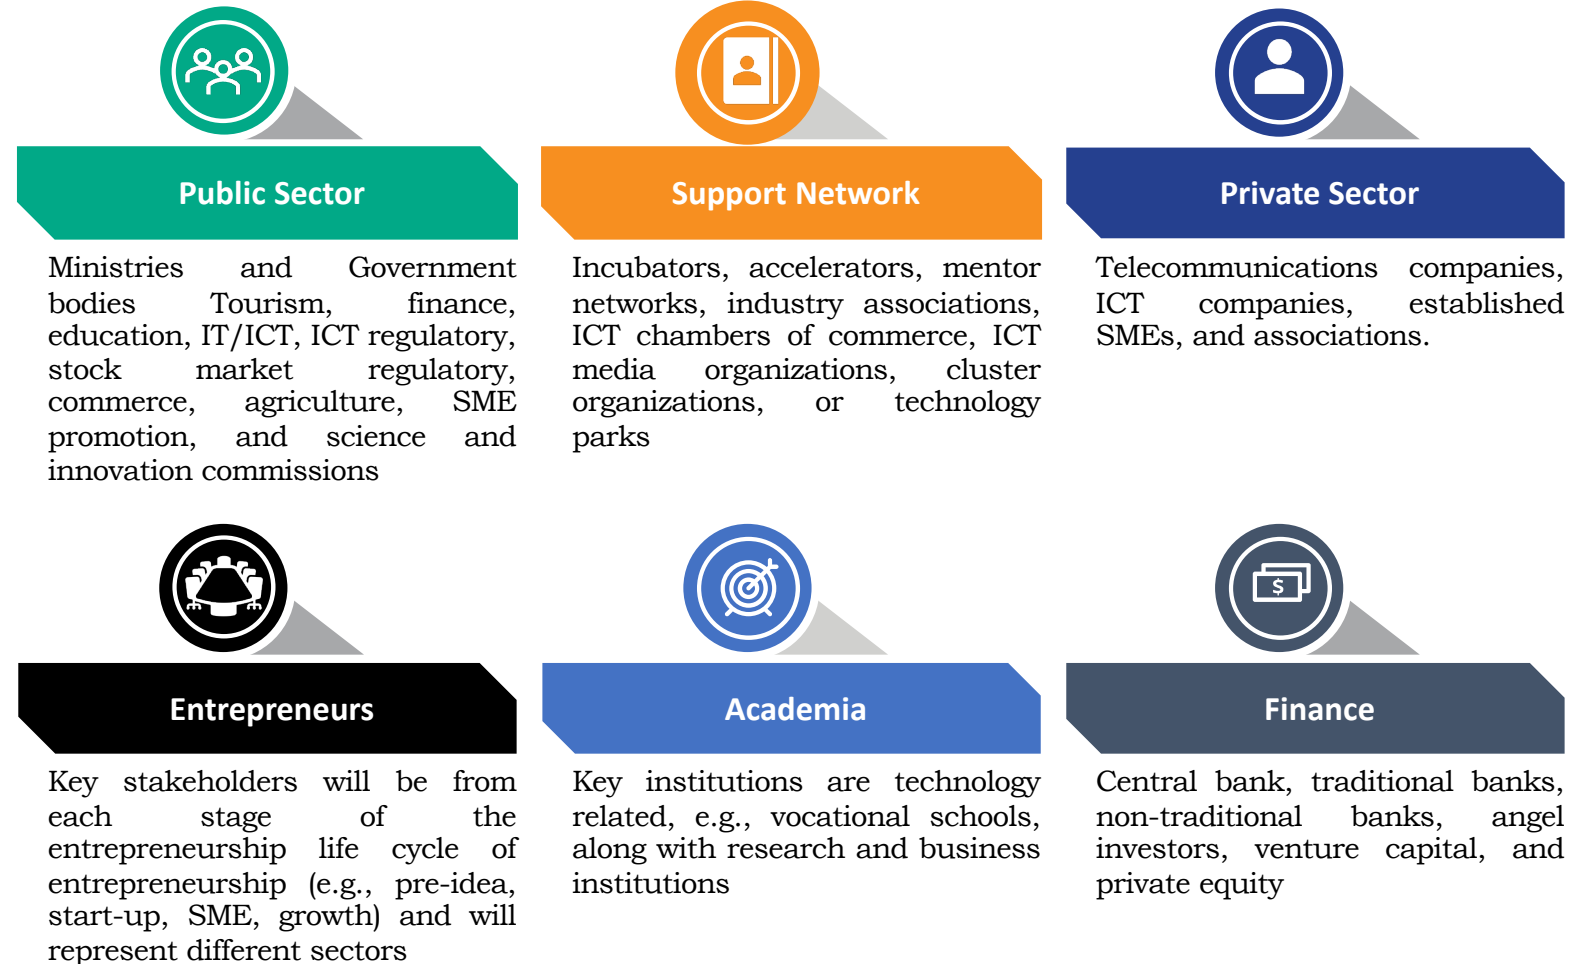 Public Sector
Ministries and Government
bodies Tourism, finance,
education, IT/ICT, ICT regulatory,
stock market regulatory,
commerce, agriculture, SME
promotion, and science and
innovation commissions
Support Network
Incubators, accelerators, mentor
networks, industry associations,
ICT chambers of commerce, ICT
media organizations, cluster
organizations, or technology
parks
Private Sector
Telecommunications companies,
ICT companies, established
SMEs, and associations.
Entrepreneurs
Key stakeholders will be from
each stage of the
entrepreneurship life cycle of
entrepreneurship (e.g., pre-idea,
start-up, SME, growth) and will
represent different sectors
Academia
Key institutions are technology
related, e.g., vocational schools,
along with research and business
institutions
$
Finance
Central bank, traditional banks,
non-traditional banks, angel
investors, venture capital, and
private equity